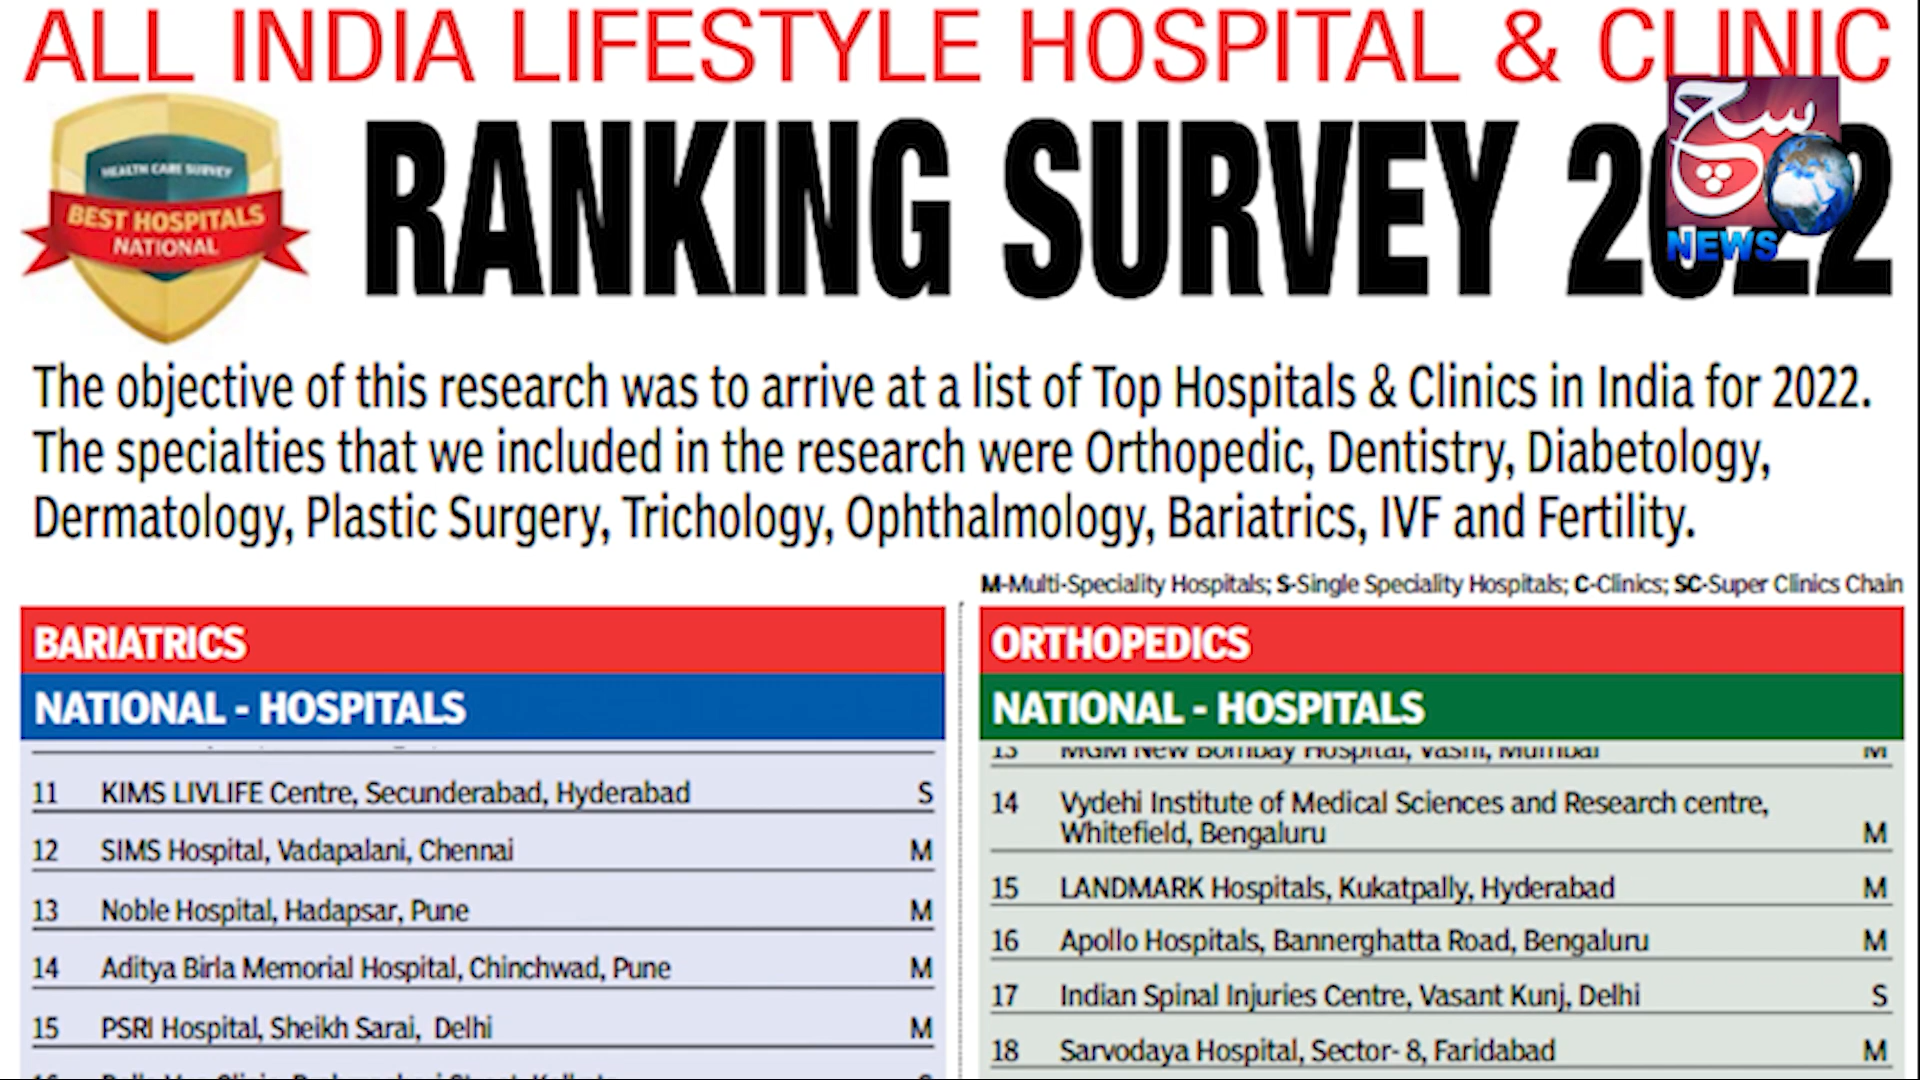 ALL INDIA LIFESTYLE HOSPITAL & CLINIC
سچ
NEWS
HEALTH CARE SURVEY
BEST HOSPITALS
NATIONAL
RANKING SURVEY 2022
The objective of this research was to arrive at a list of Top Hospitals & Clinics in India for 2022.
The specialties that we included in the research were Orthopedic, Dentistry, Diabetology,
Dermatology, Plastic Surgery, Trichology, Ophthalmology, Bariatrics, IVF and Fertility.
M-Multi-Speciality Hospitals; S-Single Speciality Hospitals; C-Clinics; SC-Super Clinics Chain
BARIATRICS
NATIONAL - HOSPITALS
11 KIMS LIVLIFE Centre, Secunderabad, Hyderabad S
12 SIMS Hospital, Vadapalani, Chennai M
13 Noble Hospital, Hadapsar, Pune M
14 Aditya Birla Memorial Hospital, Chinchwad, Pune M
15 PSRI Hospital, Sheikh Sarai, Delhi M
ORTHOPEDICS
NATIONAL - HOSPITALS
13 MGM New Bombay Hospital, Vashi, Mumbai M
14 Vydehi Institute of Medical Sciences and Research centre,
Whitefield, Bengaluru M
15 LANDMARK Hospitals, Kukatpally, Hyderabad M
16 Apollo Hospitals, Bannerghatta Road, Bengaluru M
17 Indian Spinal Injuries Centre, Vasant Kunj, Delhi S
18 Sarvodaya Hospital, Sector- 8, Faridabad M